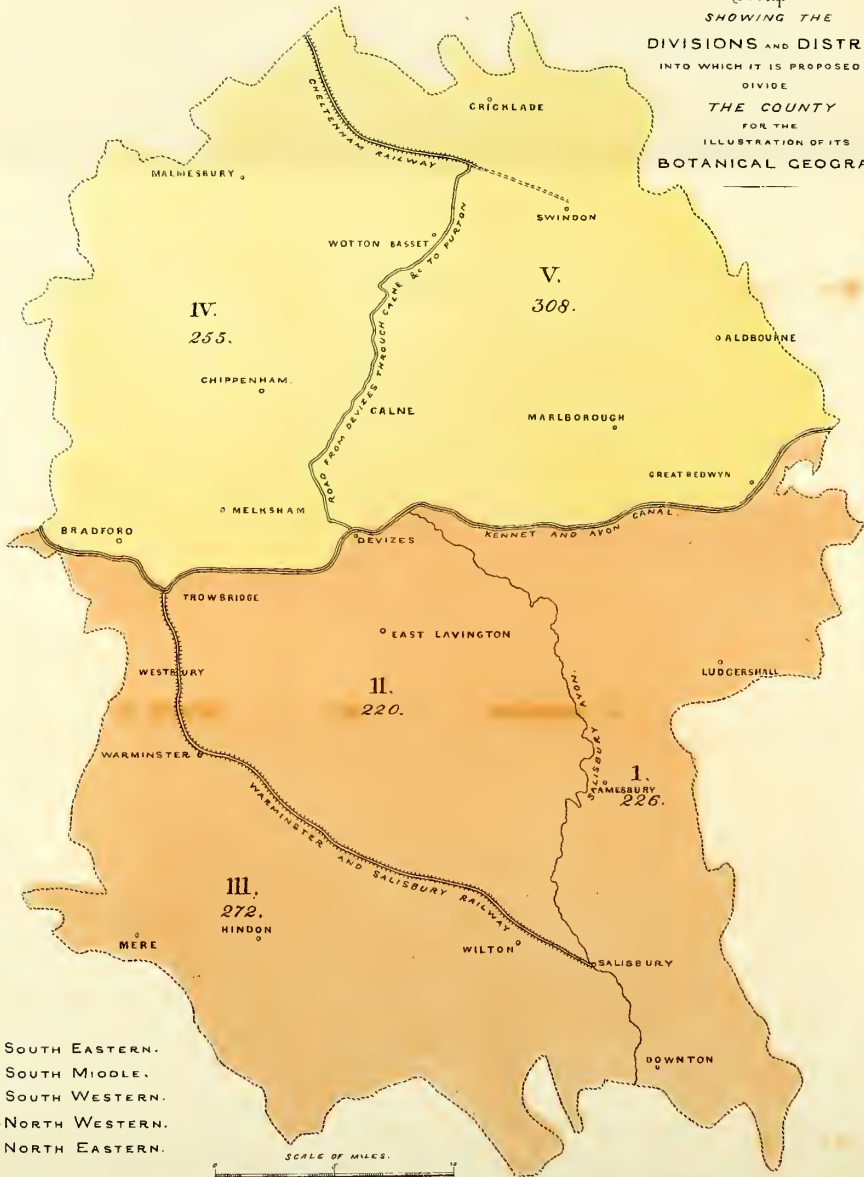 SHOWING THE
DIVISIONS AND DISTR
INTO WHICH IT IS PROPOSED
DIVIDE
THE COUNTY
FOR THE
ILLUSTRATION OF ITS
BOTANICAL GEOGRA
CRICKLADE
CHELTENHAM RAILWAY
MALMESBURY
SWINDON
WOTTON BASSET
ROAD FROM DEVIZES THROUGH CALNE &c TO PURTON
IV.
255.
V.
308.
ALDBOURNE
CHIPPENHAM.
CALNE
MARLBOROUGH
GREAT BEDWYN
MELKSHAM
BRADFORD
DEVIZES
KENNET AND AVON CANAL.
TROWBRIDGE
EAST LAVINGTON
WESTBURY
LUDGERSHALL
II.
220.
SALISBURY AVON.
WARMINSTER
I.
AMESBURY
226.
WARMINSTER AND SALISBURY RAILWAY
III.
272.
HINDON
MERE
WILTON
SALISBURY
DOWNTON
SOUTH EASTERN.
SOUTH MIDDLE.
SOUTH WESTERN.
NORTH WESTERN.
NORTH EASTERN.
SCALE OF MILES.
0 5 10